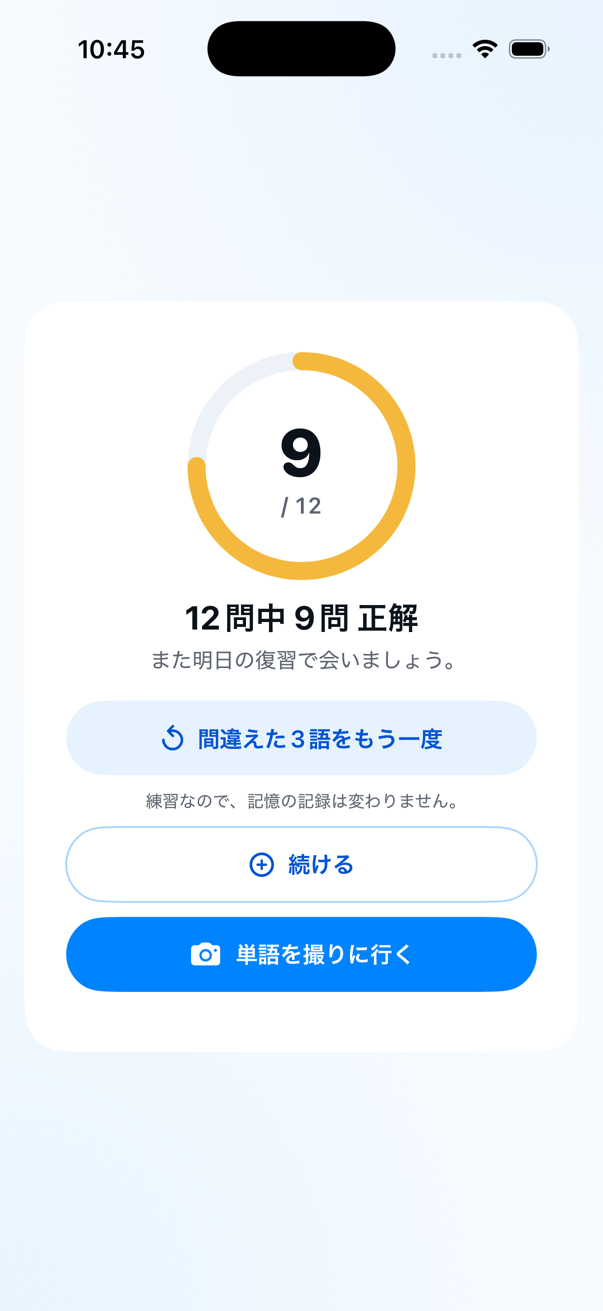 10:45
9
/ 12
12問中 9問 正解
また明日の復習で会いましょう。
間違えた3語をもう一度
練習なので、記憶の記録は変わりません。
続ける
単語を撮りに行く